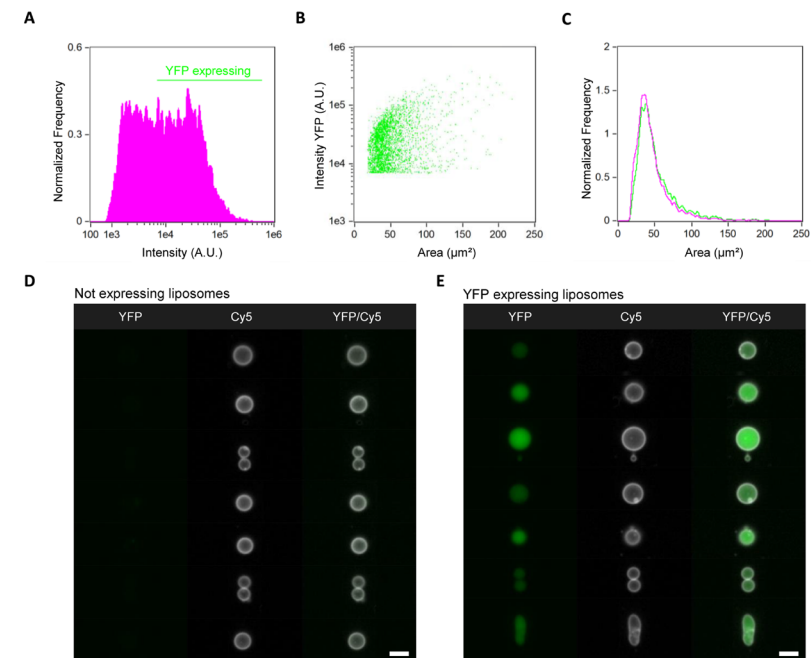 A
B
C
0.6
0.3
0
Normalized Frequency
YFP expressing
100 1e3 1e4 1e5 1e6
Intensity (A.U.)
1e6
1e5
1e4
1e3
Intensity YFP (A.U.)
0 50 100 150 200 250
Area (µm²)
2
1.5
1
0.5
0
Normalized Frequency
0 50 100 150 200 250
Area (µm²)
D
Not expressing liposomes
YFP Cy5 YFP/Cy5
E
YFP expressing liposomes
YFP Cy5 YFP/Cy5